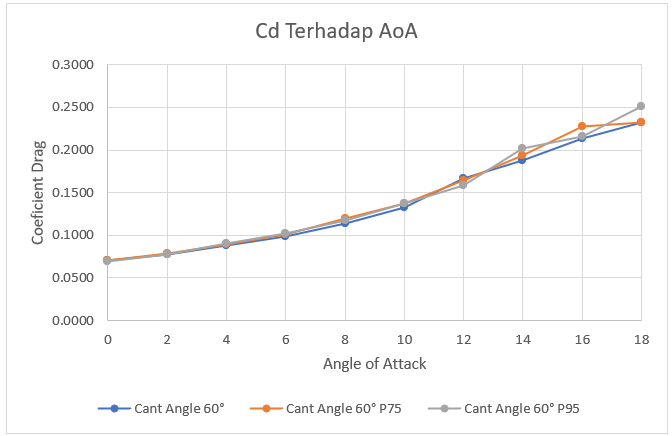 Cd Terhadap AoA
0.3000
0.2500
0.2000
0.1500
0.1000
0.0500
0.0000
Coeficient Drag
0 2 4 6 8 10 12 14 16 18
Angle of Attack
Cant Angle 60° Cant Angle 60° P75 Cant Angle 60° P95